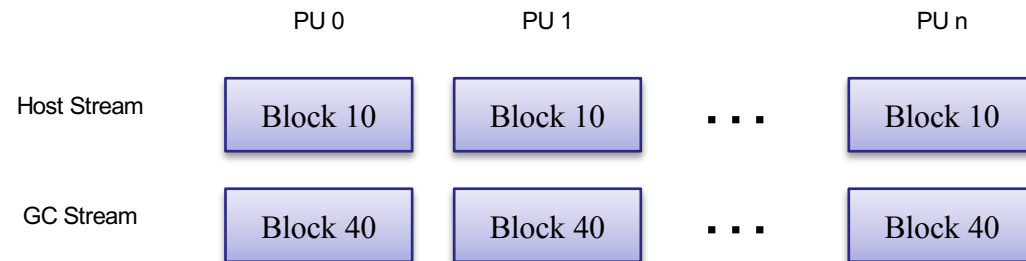 PU 0 PU 1 PU n
Host Stream Block 10 Block 10 ... Block 10
GC Stream Block 40 Block 40 ... Block 40